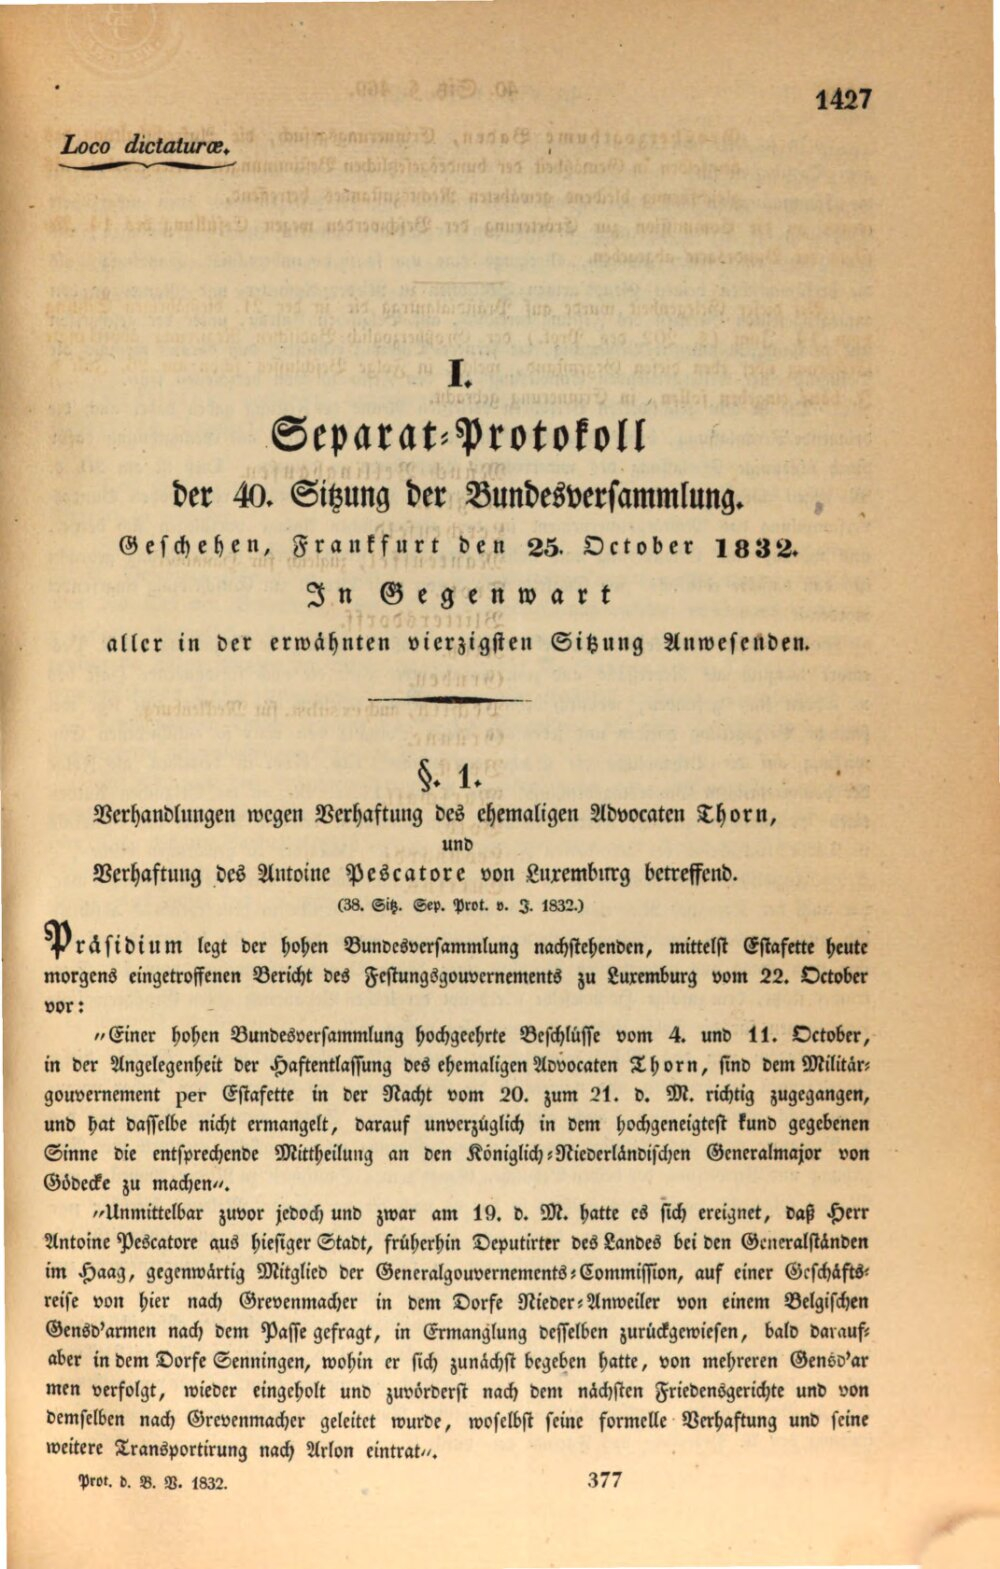 1427
Loco dictaturæ.
I.
Separat-Protokoll
der 40. Sitzung der Bundesversammlung.
Geschehen, Frankfurt den 25. October 1832.
In Gegenwart
aller in der erwähnten vierzigsten Sitzung Anwesenden.
§. 1.
Verhandlungen wegen Verhaftung des ehemaligen Advocaten Thorn,
und
Verhaftung des Antoine Pescatore von Luxemburg betreffend.
(38. Sitz. Sep. Prot. v. J. 1832.)
Präsidium legt der hohen Bundesversammlung nachstehenden, mittelst Estafette heute
morgens eingetroffenen Bericht des Festungsgouvernements zu Luxemburg vom 22. October
vor:
„Einer hohen Bundesversammlung hochgeehrte Beschlüsse vom 4. und 11. October,
in der Angelegenheit der Haftentlassung des ehemaligen Advocaten Thorn, sind dem Militär-
gouvernement per Estafette in der Nacht vom 20. zum 21. d. M. richtig zugegangen,
und hat dasselbe nicht ermangelt, darauf unverzüglich in dem hochgeneigtest kund gegebenen
Sinne die entsprechende Mittheilung an den Königlich-Niederländischen Generalmajor von
Gödecke zu machen„.
„Unmittelbar zuvor jedoch und zwar am 19. d. M. hatte es sich ereignet, daß Herr
Antoine Pescatore aus hiesiger Stadt, früherhin Deputirter des Landes bei den Generalständen
im Haag, gegenwärtig Mitglied der Generalgouvernements-Commission, auf einer Geschäfts-
reise von hier nach Grevenmacher in dem Dorfe Nieder-Anweiler von einem Belgischen
Gensd'armen nach dem Passe gefragt, in Ermanglung desselben zurückgewiesen, bald darauf-
aber in dem Dorfe Senningen, wohin er sich zunächst begeben hatte, von mehreren Gensd'ar
men verfolgt, wieder eingeholt und zuvörderst nach dem nächsten Friedensgerichte und von
demselben nach Grevenmacher geleitet wurde, woselbst seine formelle Verhaftung und seine
weitere Transportirung nach Arlon eintrat„.
Prot. d. B. V. 1832.
377